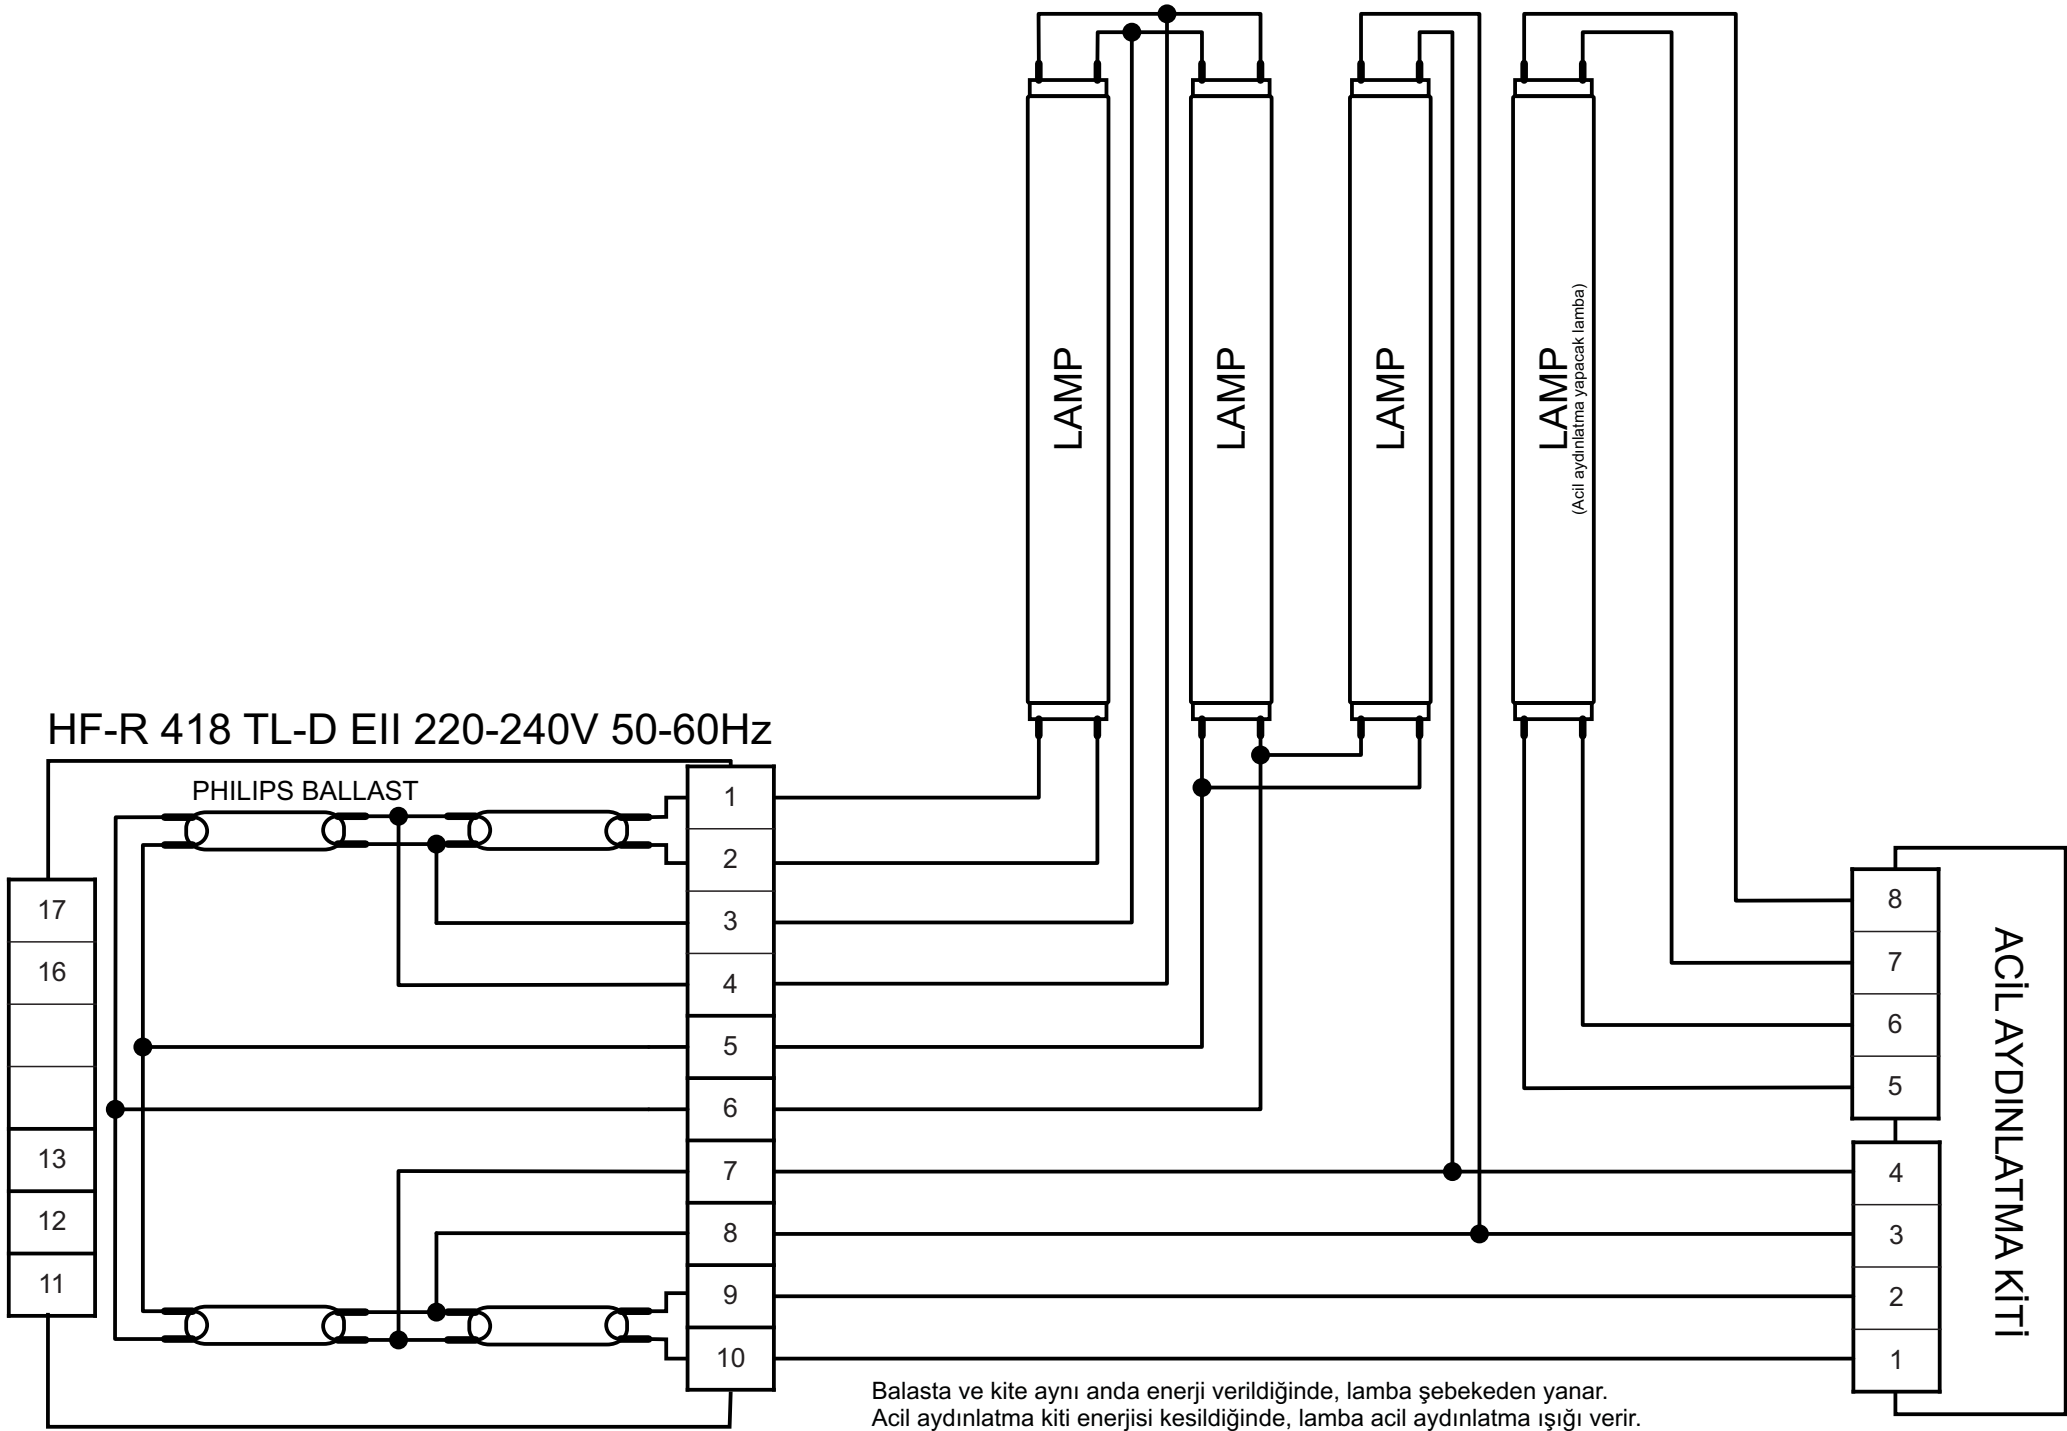 LAMP
LAMP
LAMP
LAMP
(Acil aydınlatma yapacak lamba)
HF-R 418 TL-D EII 220-240V 50-60Hz
PHILIPS BALLAST
17
16
13
12
11
1
2
3
4
5
6
7
8
9
10
8
7
6
5
4
3
2
1
ACİL AYDINLATMA KİTİ
Balasta ve kite aynı anda enerji verildiğinde, lamba şebekeden yanar.
Acil aydınlatma kiti enerjisi kesildiğinde, lamba acil aydınlatma ışığı verir.